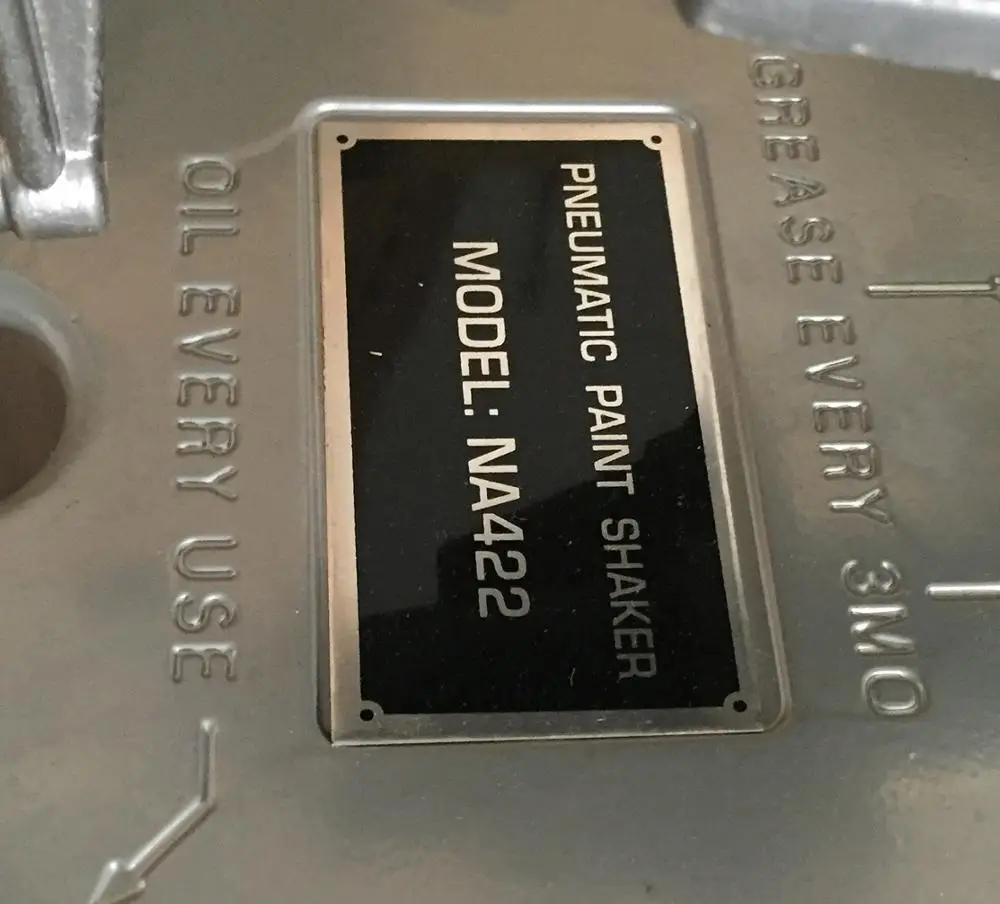 GREASE EVERY 3MO
PNEUMATIC PAINT SHAKER
MODEL: NA422
OIL EVERY USE